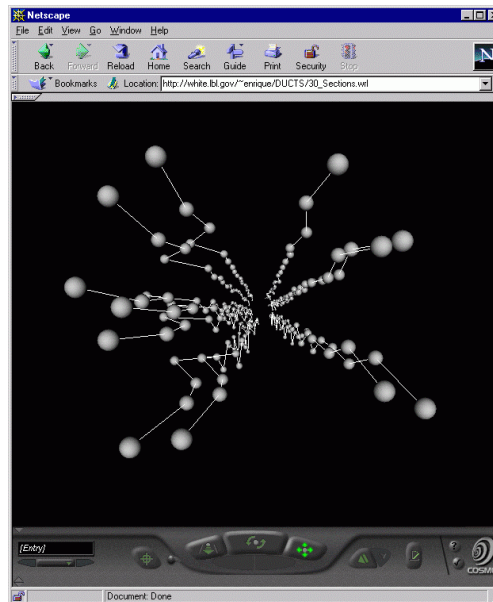 Netscape
File Edit View Go Window Help
Back Forward Reload Home Search Guide Print Security Stop
N
Bookmarks Location: http://white.lbl.gov/~enrique/DUCTS/30_Sections.wrl
[Entry]
?
COSMO
Document: Done